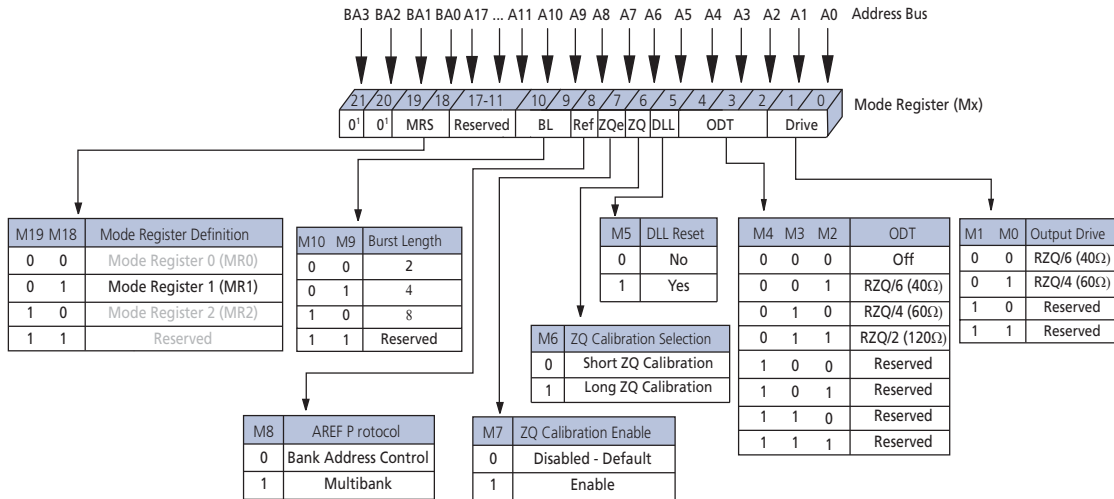 BA3 BA2 BA1 BA0 A17 ... A11 A10 A9 A8 A7 A6 A5 A4 A3 A2 A1 A0 Address Bus
21 20 19 18 17-11 10 9 8 7 6 5 4 3 2 1 0
Mode Register (Mx)
0¹ 0¹ MRS Reserved BL Ref ZQe ZQ DLL ODT Drive
M19 M18 Mode Register Definition
0 0 Mode Register 0 (MR0)
0 1 Mode Register 1 (MR1)
1 0 Mode Register 2 (MR2)
1 1 Reserved
M10 M9 Burst Length
0 0 2
0 1 4
1 0 8
1 1 Reserved
M5 DLL Reset
0 No
1 Yes
M4 M3 M2 ODT
0 0 0 Off
0 0 1 RZQ/6 (40Ω)
0 1 0 RZQ/4 (60Ω)
0 1 1 RZQ/2 (120Ω)
1 0 0 Reserved
1 0 1 Reserved
1 1 0 Reserved
1 1 1 Reserved
M1 M0 Output Drive
0 0 RZQ/6 (40Ω)
0 1 RZQ/4 (60Ω)
1 0 Reserved
1 1 Reserved
M6 ZQ Calibration Selection
0 Short ZQ Calibration
1 Long ZQ Calibration
M8 AREF P rotocol
0 Bank Address Control
1 Multibank
M7 ZQ Calibration Enable
0 Disabled - Default
1 Enable